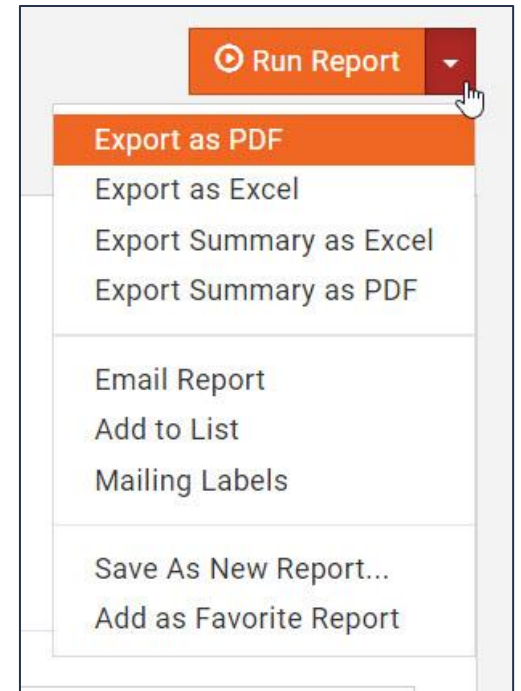 Run Report
Export as PDF
Export as Excel
Export Summary as Excel
Export Summary as PDF
Email Report
Add to List
Mailing Labels
Save As New Report...
Add as Favorite Report